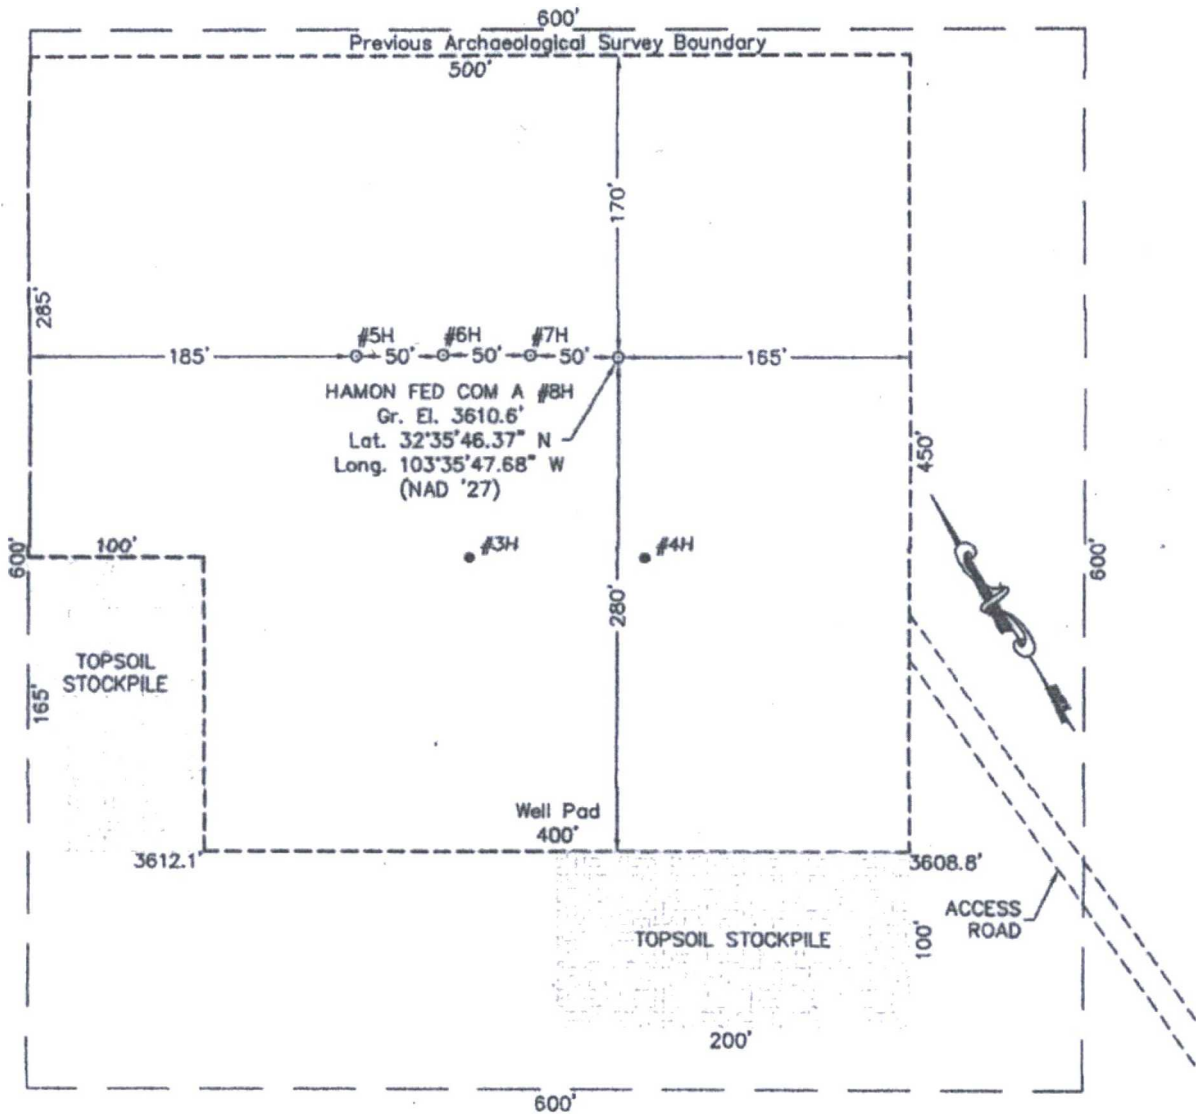 600'
Previous Archaeological Survey Boundary
500'
170'
285'
#5H
#6H
#7H
185'
50'
50'
50'
165'
HAMON FED COM A #8H
Gr. El. 3610.6'
Lat. 32°35'46.37" N
Long. 103°35'47.68" W
(NAD '27)
450'
100'
#3H
#4H
600'
600'
280'
TOPSOIL
STOCKPILE
165'
Well Pad
400'
3612.1'
3608.8'
ACCESS
ROAD
TOPSOIL STOCKPILE
100'
200'
600'